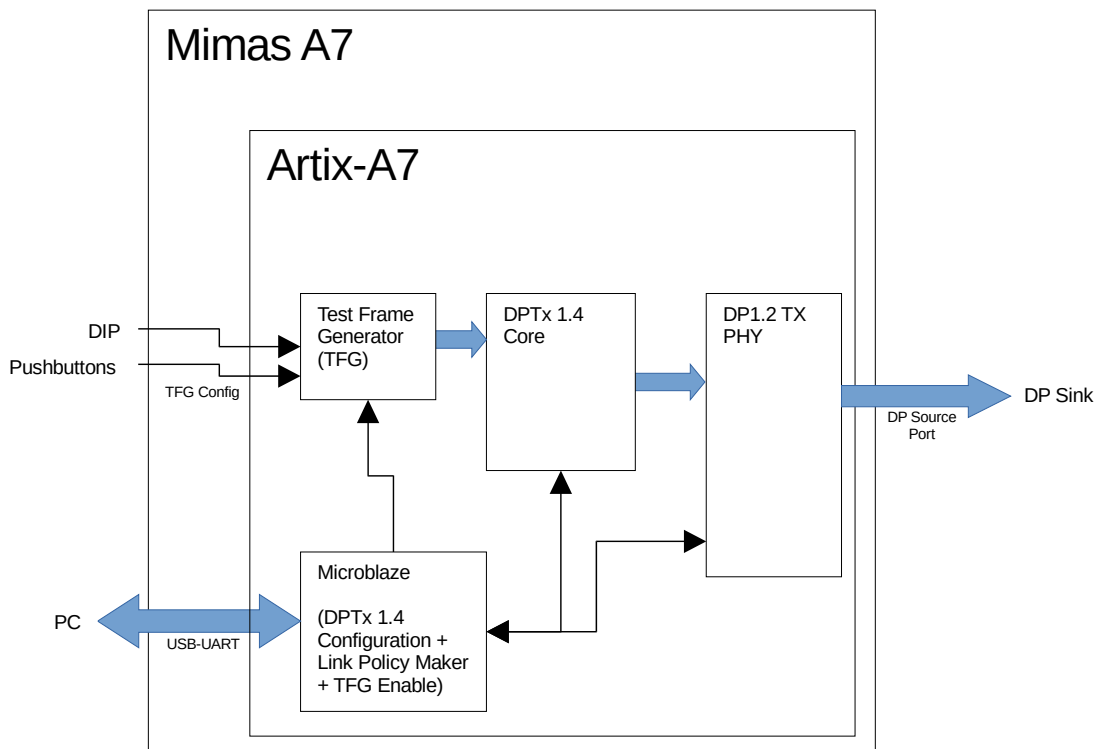 Mimas A7
Artix-A7
Test Frame
Generator
(TFG)
DPTx 1.4
Core
DP1.2 TX
PHY
DIP
Pushbuttons
TFG Config
DP Source
Port
DP Sink
Microblaze
(DPTx 1.4
Configuration +
Link Policy Maker
+ TFG Enable)
PC
USB-UART